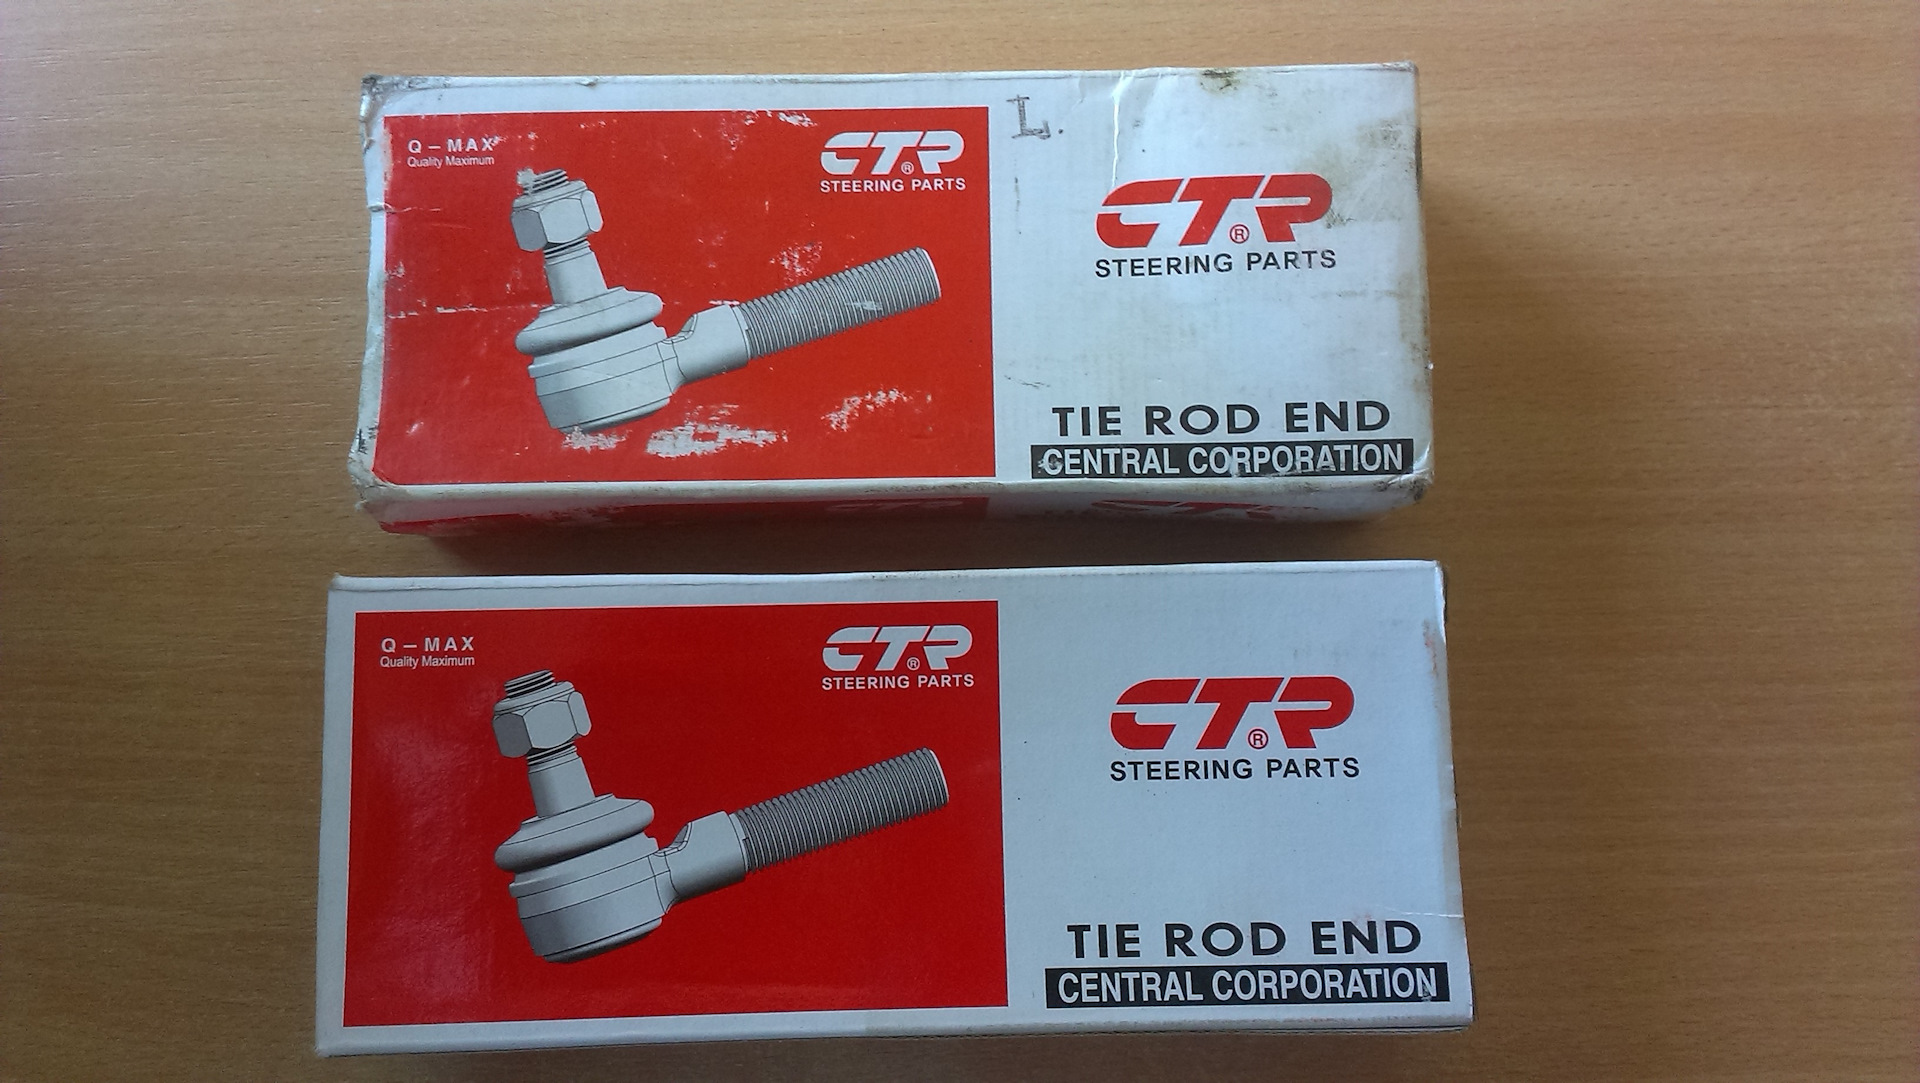 Q – MAX
Quality Maximum
CTR®
STEERING PARTS
L.
CTR®
STEERING PARTS
TIE ROD END
CENTRAL CORPORATION
Q – MAX
Quality Maximum
CTR®
STEERING PARTS
CTR®
STEERING PARTS
TIE ROD END
CENTRAL CORPORATION